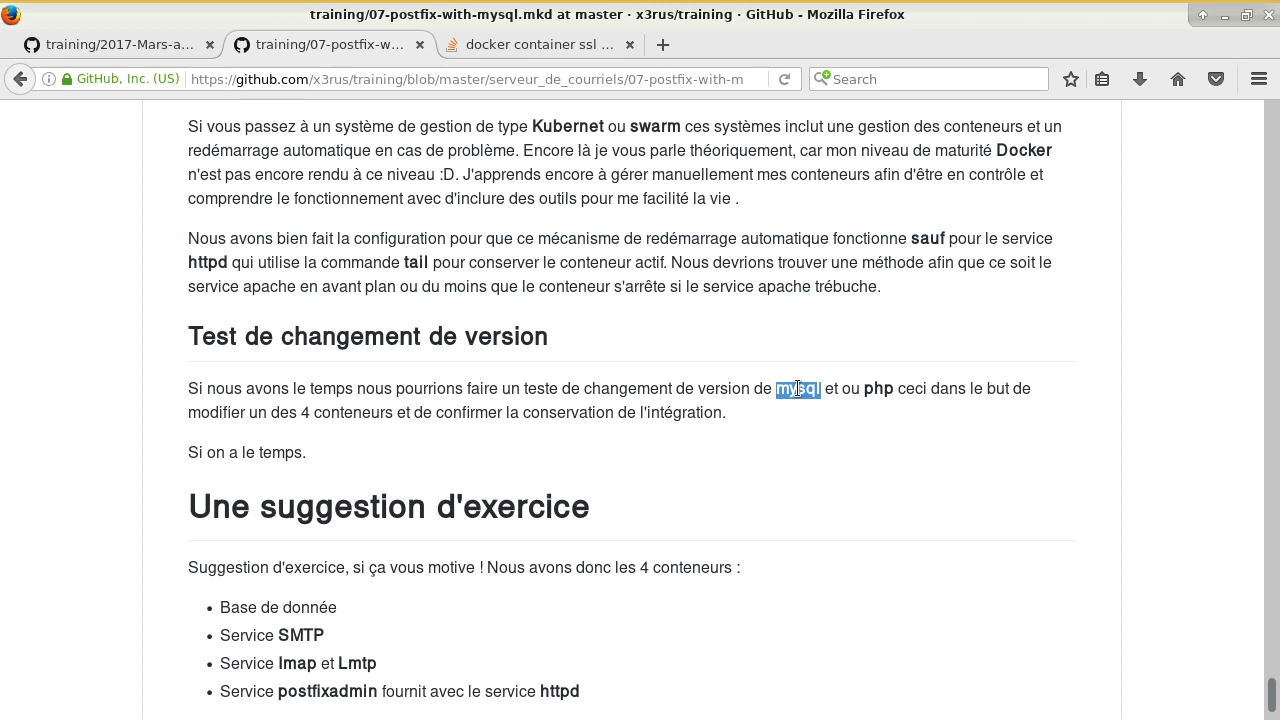 training/07-postfix-with-mysql.mkd at master · x3rus/training · GitHub - Mozilla Firefox
training/2017-Mars-a... × training/07-postfix-w... × docker container ssl ... ×
GitHub, Inc. (US) https://github.com/x3rus/training/blob/master/serveur_de_courriels/07-postfix-with-m Search
Si vous passez à un système de gestion de type Kubernet ou swarm ces systèmes inclut une gestion des conteneurs et un
redémarrage automatique en cas de problème. Encore là je vous parle théoriquement, car mon niveau de maturité Docker
n'est pas encore rendu à ce niveau :D. J'apprends encore à gérer manuellement mes conteneurs afin d'être en contrôle et
comprendre le fonctionnement avec d'inclure des outils pour me facilité la vie .
Nous avons bien fait la configuration pour que ce mécanisme de redémarrage automatique fonctionne sauf pour le service
httpd qui utilise la commande tail pour conserver le conteneur actif. Nous devrions trouver une méthode afin que ce soit le
service apache en avant plan ou du moins que le conteneur s'arrête si le service apache trébuche.
Test de changement de version
Si nous avons le temps nous pourrions faire un teste de changement de version de mysql et ou php ceci dans le but de
modifier un des 4 conteneurs et de confirmer la conservation de l'intégration.
Si on a le temps.
Une suggestion d'exercice
Suggestion d'exercice, si ça vous motive ! Nous avons donc les 4 conteneurs :
• Base de donnée
• Service SMTP
• Service Imap et Lmtp
• Service postfixadmin fournit avec le service httpd